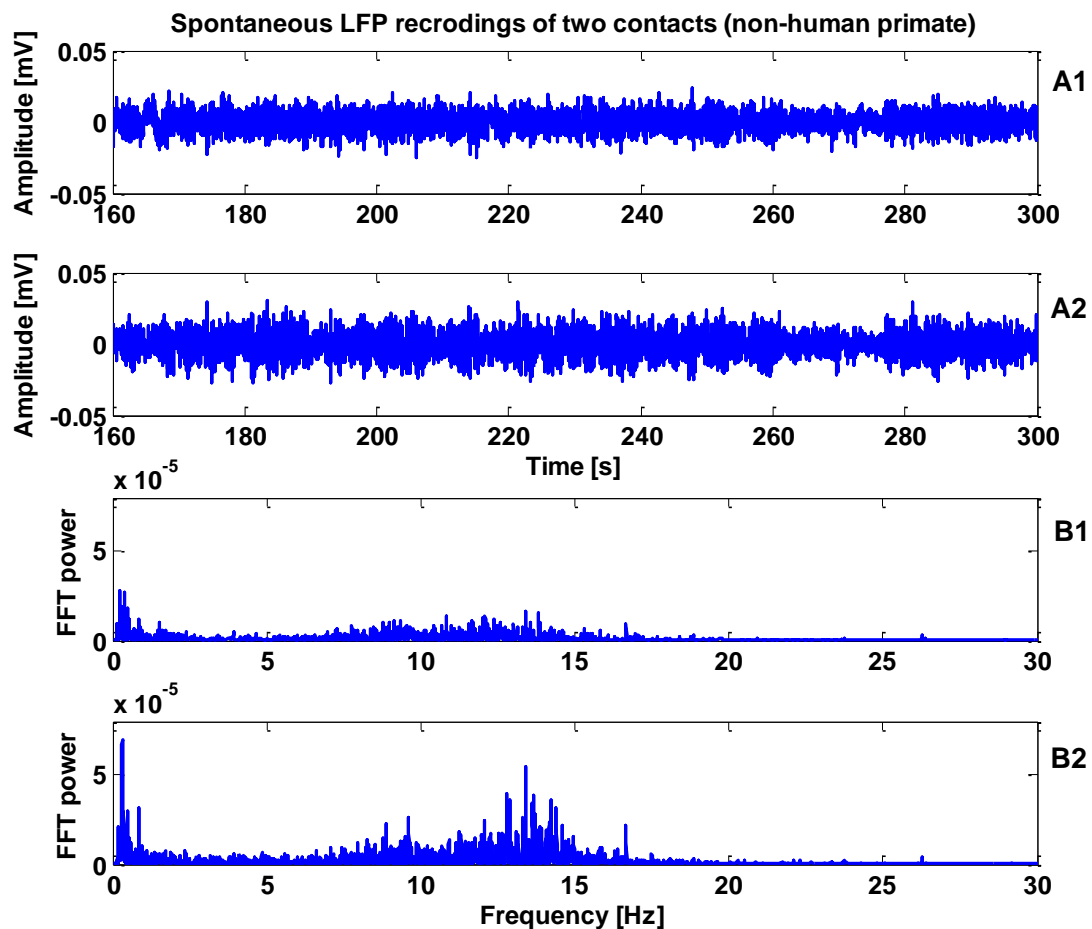 Spontaneous LFP recrodings of two contacts (non-human primate)
Amplitude [mV]
0.05
0
-0.05
160 180 200 220 240 260 280 300
A1
Amplitude [mV]
0.05
0
-0.05
160 180 200 220 240 260 280 300
A2
Time [s]
x 10^-5
FFT power
5
0
0 5 10 15 20 25 30
B1
x 10^-5
FFT power
5
0
0 5 10 15 20 25 30
B2
Frequency [Hz]